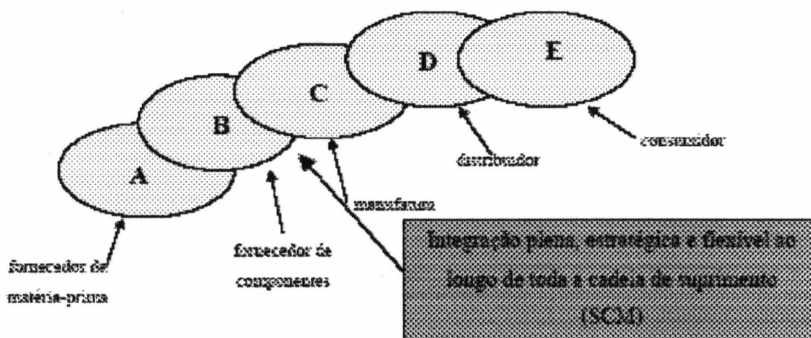 A
B
C
D
E
fornecedor de
matéria-prima
fornecedor de
componentes
manufatura
distribuidor
consumidor
Integração plena, estratégica e flexível ao
longo de toda a cadeia de suprimento
(SCM)